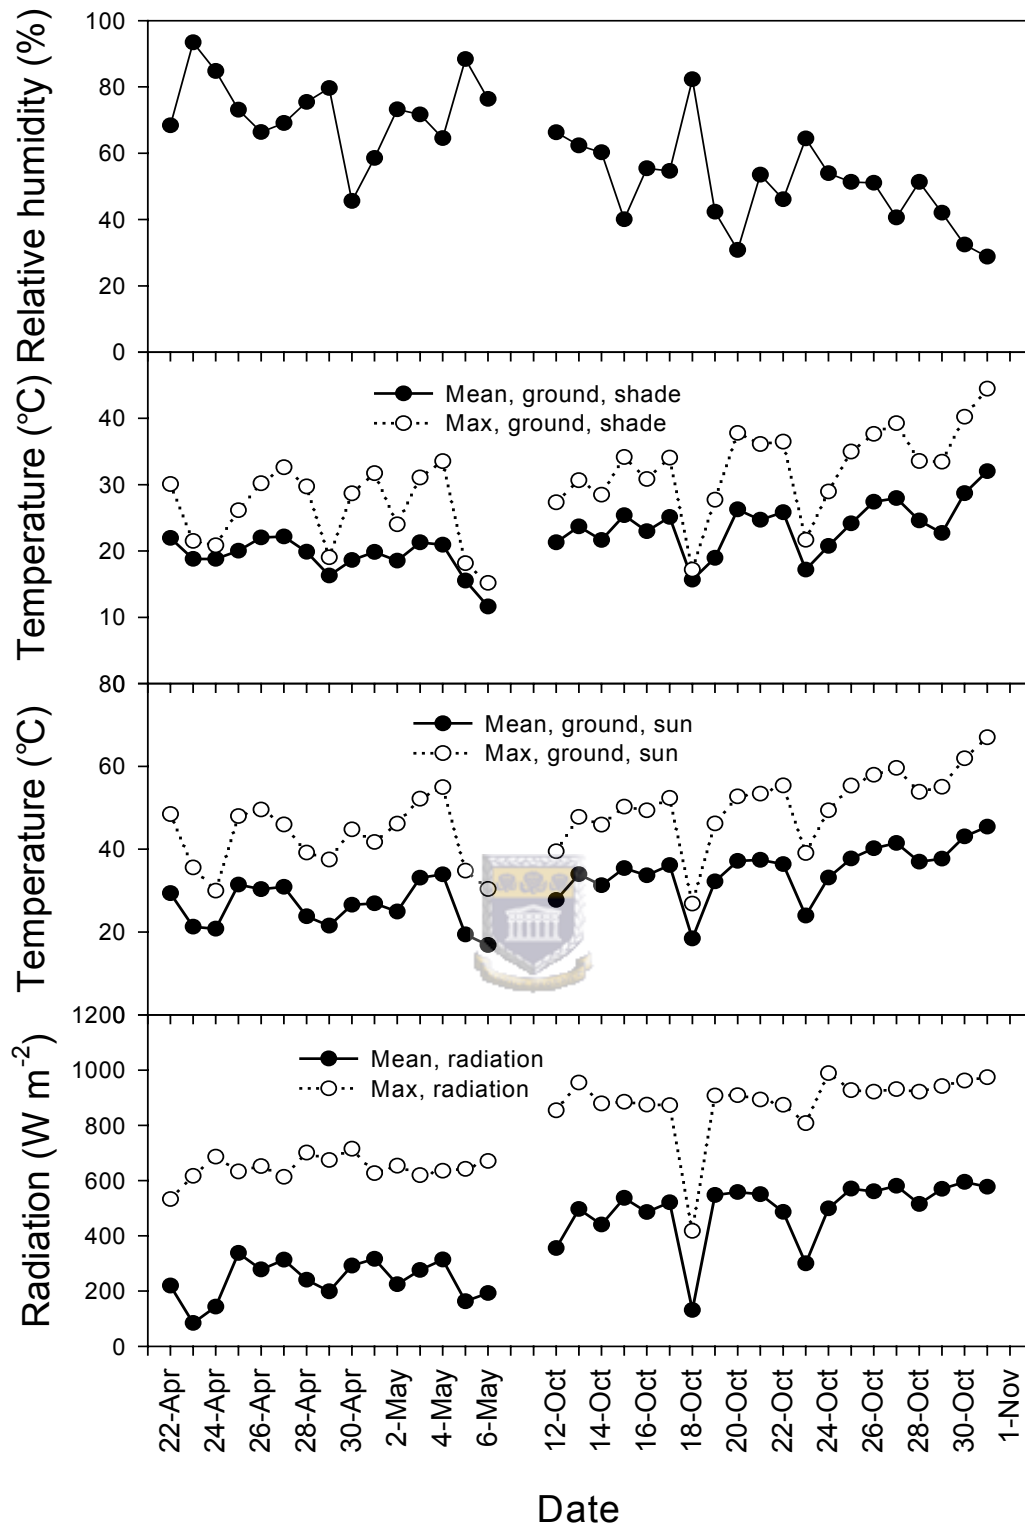 Relative humidity (%)
100
80
60
40
20
0
Temperature (°C)
Mean, ground, shade
Max, ground, shade
40
30
20
10
80
Temperature (°C)
Mean, ground, sun
Max, ground, sun
60
40
20
1200
Radiation (W m-2)
Mean, radiation
Max, radiation
1000
800
600
400
200
0
22-Apr
24-Apr
26-Apr
28-Apr
30-Apr
2-May
4-May
6-May
12-Oct
14-Oct
16-Oct
18-Oct
20-Oct
22-Oct
24-Oct
26-Oct
28-Oct
30-Oct
1-Nov
Date